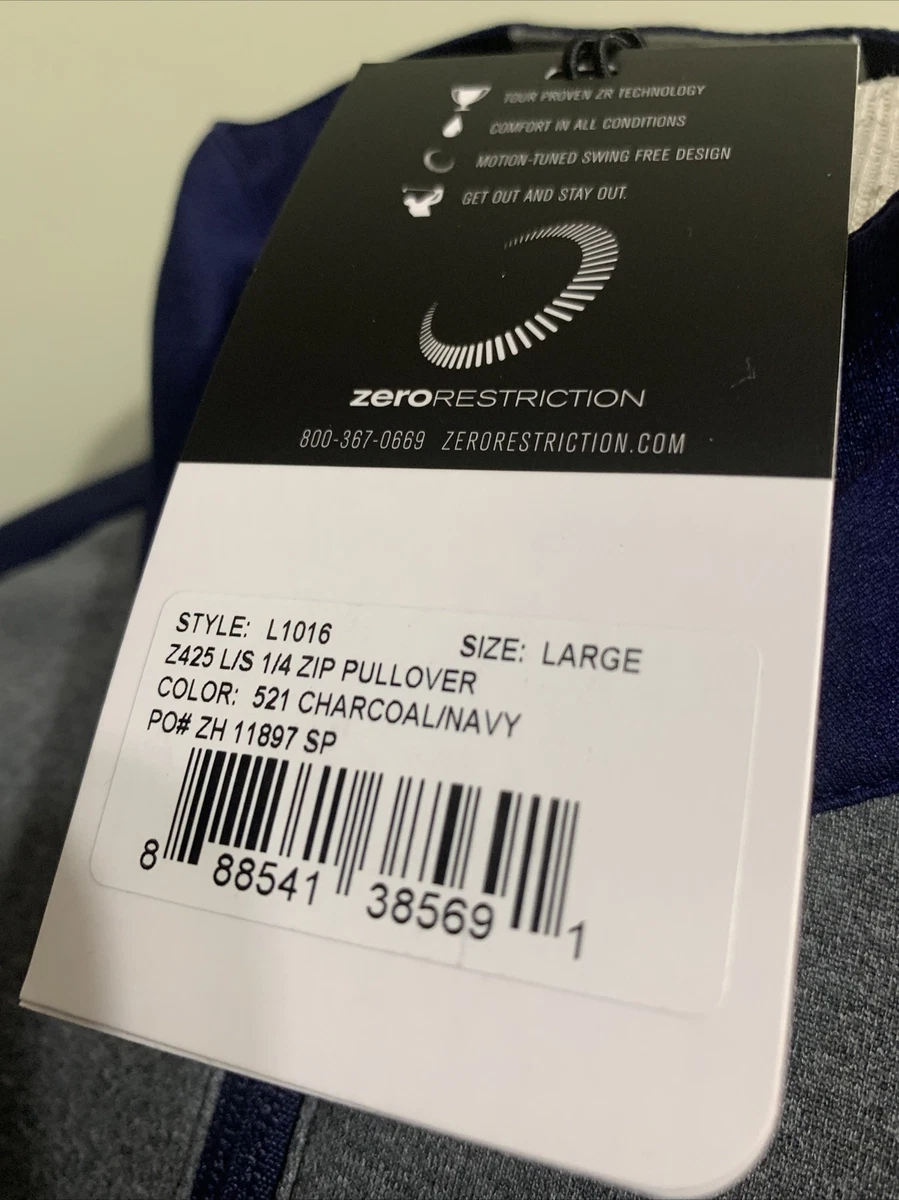 TOUR PROVEN ZR TECHNOLOGY
COMFORT IN ALL CONDITIONS
MOTION-TUNED SWING FREE DESIGN
GET OUT AND STAY OUT.
zeroRESTRICTION
800-367-0669 ZERORESTRICTION.COM
STYLE: L1016 SIZE: LARGE
Z425 L/S 1/4 ZIP PULLOVER
COLOR: 521 CHARCOAL/NAVY
PO# ZH 11897 SP
8 88541 38569 1